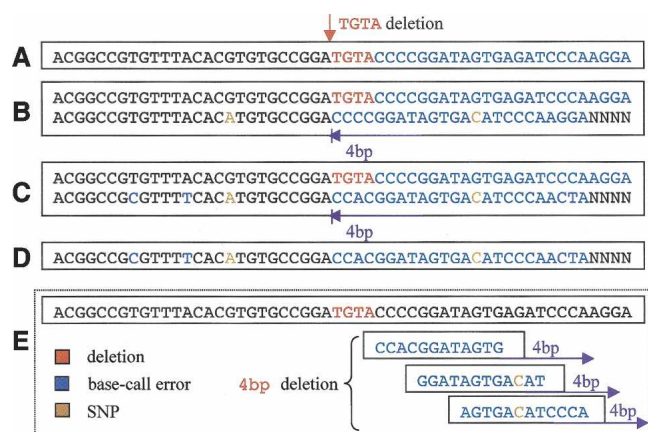 TGTA deletion
A
ACGGCCGTGTTTACACGTGTGCCGGATGTACCCCGGATAGTGAGATCCCAAGGA
B
ACGGCCGTGTTTACACGTGTGCCGGATGTACCCCGGATAGTGAGATCCCAAGGA
ACGGCCGTGTTTACACATGTGCCGGACCCCGGATAGTGACATCCCAAGGANNNN
4bp
C
ACGGCCGTGTTTACACGTGTGCCGGATGTACCCCGGATAGTGAGATCCCAAGGA
ACGGCCGCGTTTTCACATGTGCCGGACCACGGATAGTGACATCCCAACTANNNN
4bp
D
ACGGCCGCGTTTTCACATGTGCCGGACCACGGATAGTGACATCCCAACTANNNN
E
ACGGCCGTGTTTACACGTGTGCCGGATGTACCCCGGATAGTGAGATCCCAAGGA
deletion
base-call error
SNP
4bp deletion
CCACGGATAGTG 4bp
GGATAGTGACAT 4bp
AGTGACATCCCA 4bp